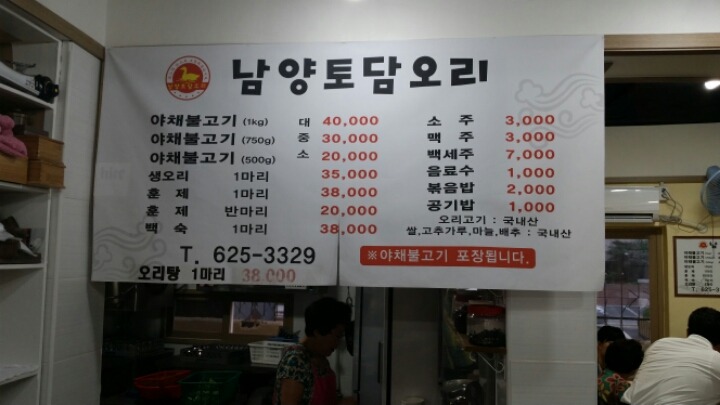 남양토담오리
야채불고기 (1kg) 대 40,000
야채불고기 (750g) 중 30,000
야채불고기 (500g) 소 20,000
생오리 1마리 35,000
훈제 1마리 38,000
훈제 반마리 20,000
백숙 1마리 38,000
T. 625-3329
오리탕 1마리 38,000
소주 3,000
맥주 3,000
백세주 7,000
음료수 1,000
볶음밥 2,000
공기밥 1,000
오리고기 : 국내산
쌀,고추가루,마늘,배추 : 국내산
※야채불고기 포장됩니다.